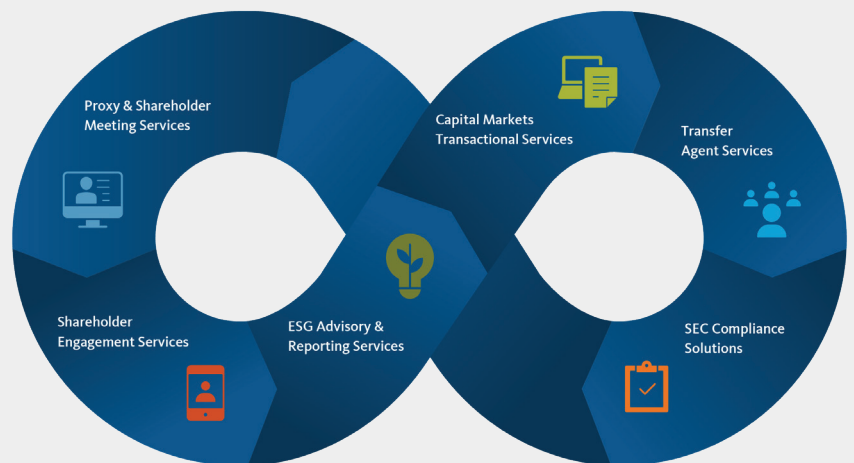 Proxy & Shareholder
Meeting Services
Capital Markets
Transactional Services
Transfer
Agent Services
Shareholder
Engagement Services
ESG Advisory &
Reporting Services
SEC Compliance
Solutions